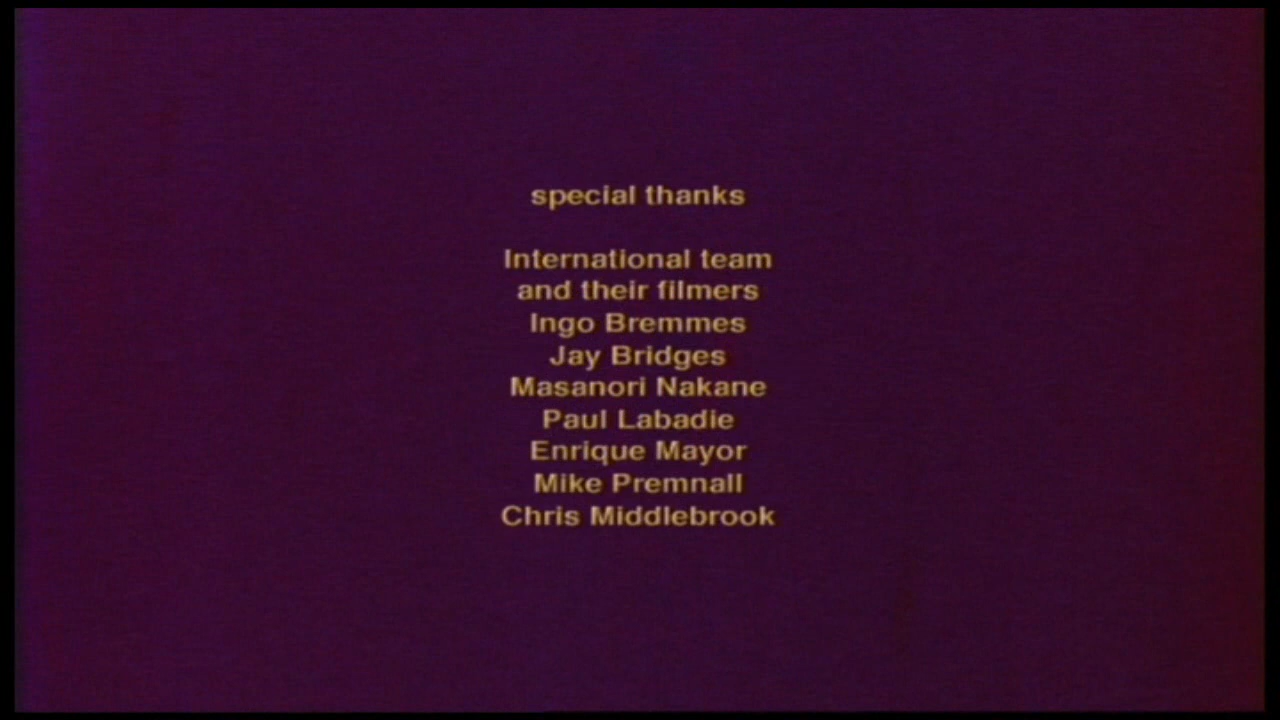 special thanks
International team
and their filmers
Ingo Bremmes
Jay Bridges
Masanori Nakane
Paul Labadie
Enrique Mayor
Mike Premnall
Chris Middlebrook